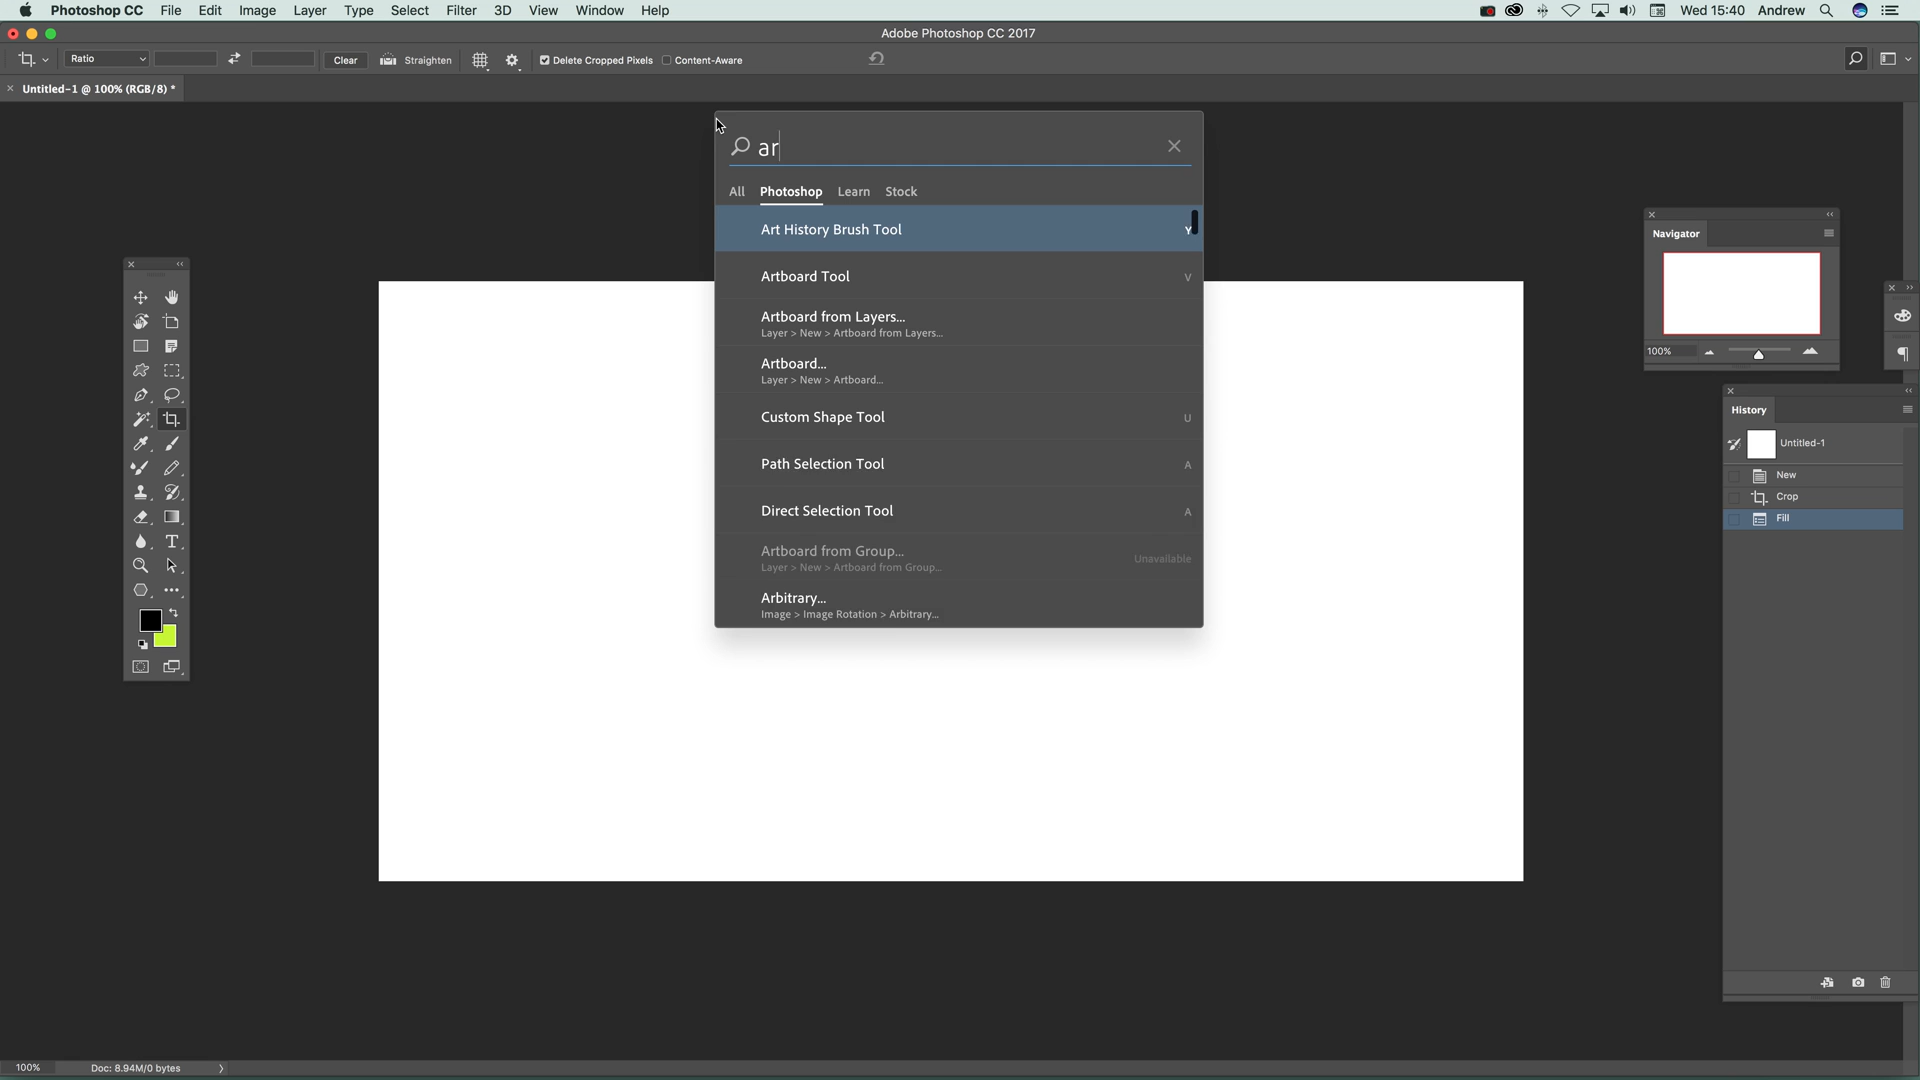 Photoshop CC File Edit Image Layer Type Select Filter 3D View Window Help Wed 15:40 Andrew
Adobe Photoshop CC 2017
Ratio Clear Straighten Delete Cropped Pixels Content-Aware
Untitled-1 @ 100% (RGB/8) *
ar
All Photoshop Learn Stock
Art History Brush Tool Y
Artboard Tool V
Artboard from Layers...
Layer > New > Artboard from Layers...
Artboard...
Layer > New > Artboard...
Custom Shape Tool U
Path Selection Tool A
Direct Selection Tool A
Artboard from Group...
Unavailable
Layer > New > Artboard from Group...
Arbitrary...
Image > Image Rotation > Arbitrary...
Navigator
100%
History
Untitled-1
New
Crop
Fill
100% Doc: 8.94M/0 bytes